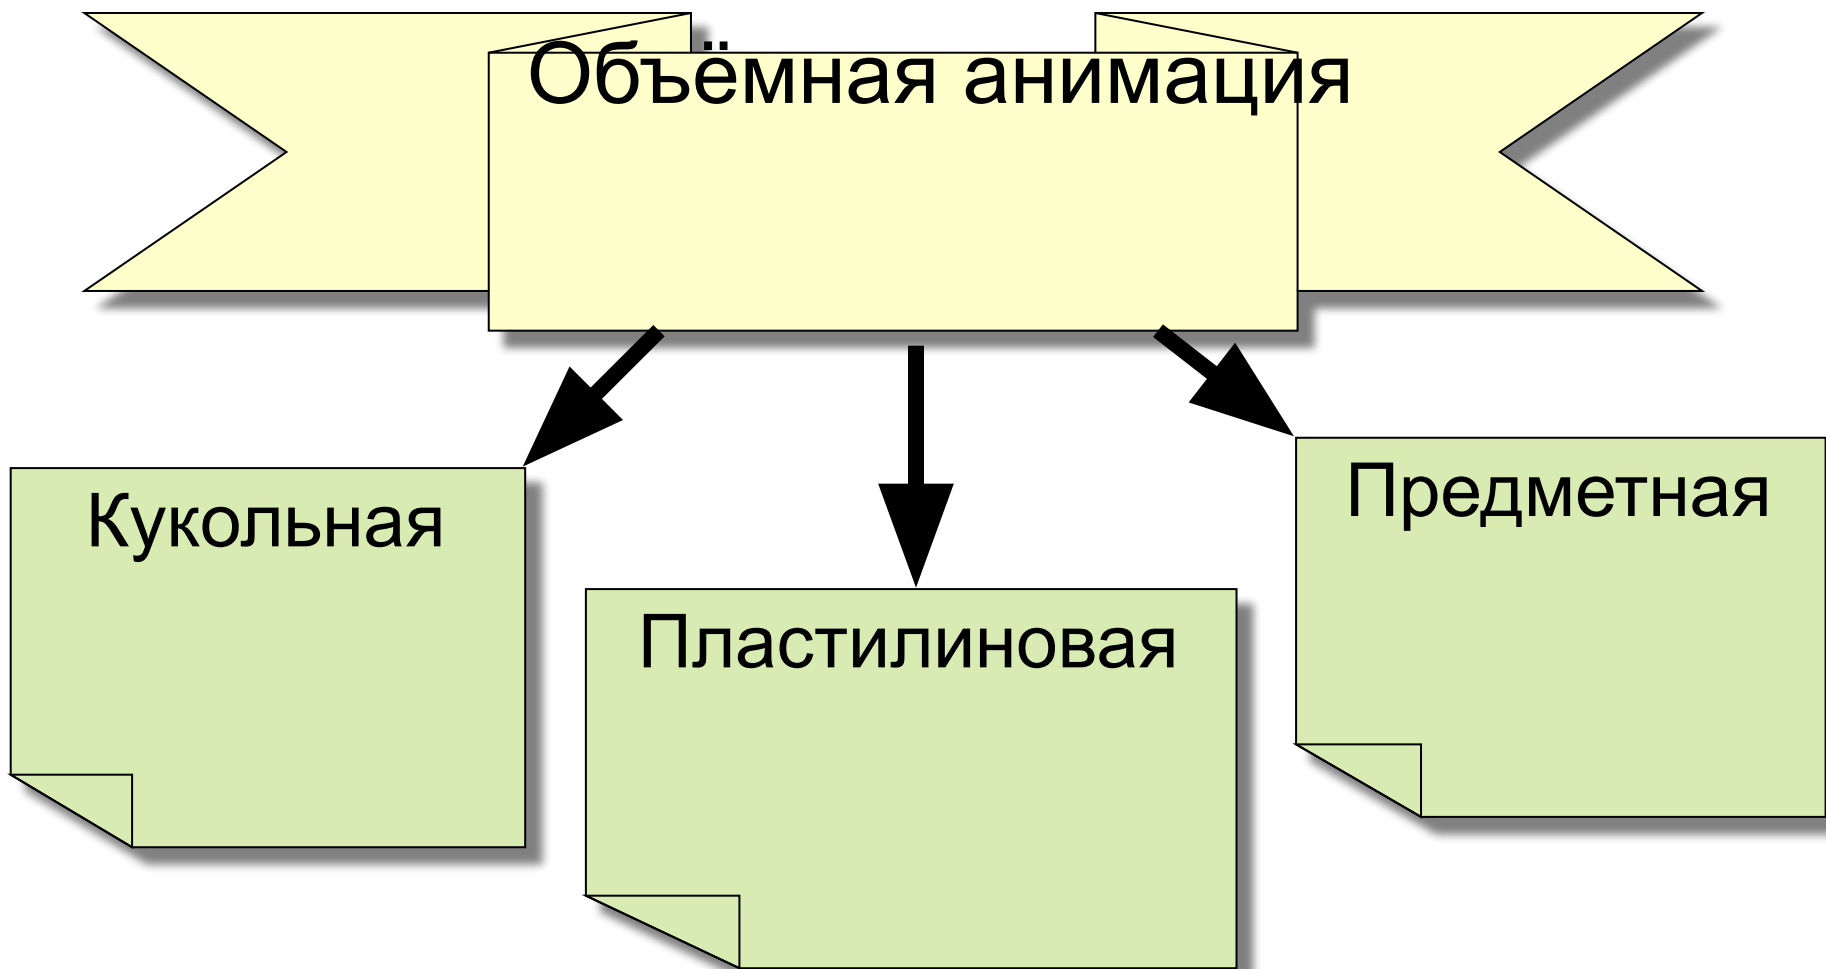 Объёмная анимация
Кукольная
Пластилиновая
Предметная